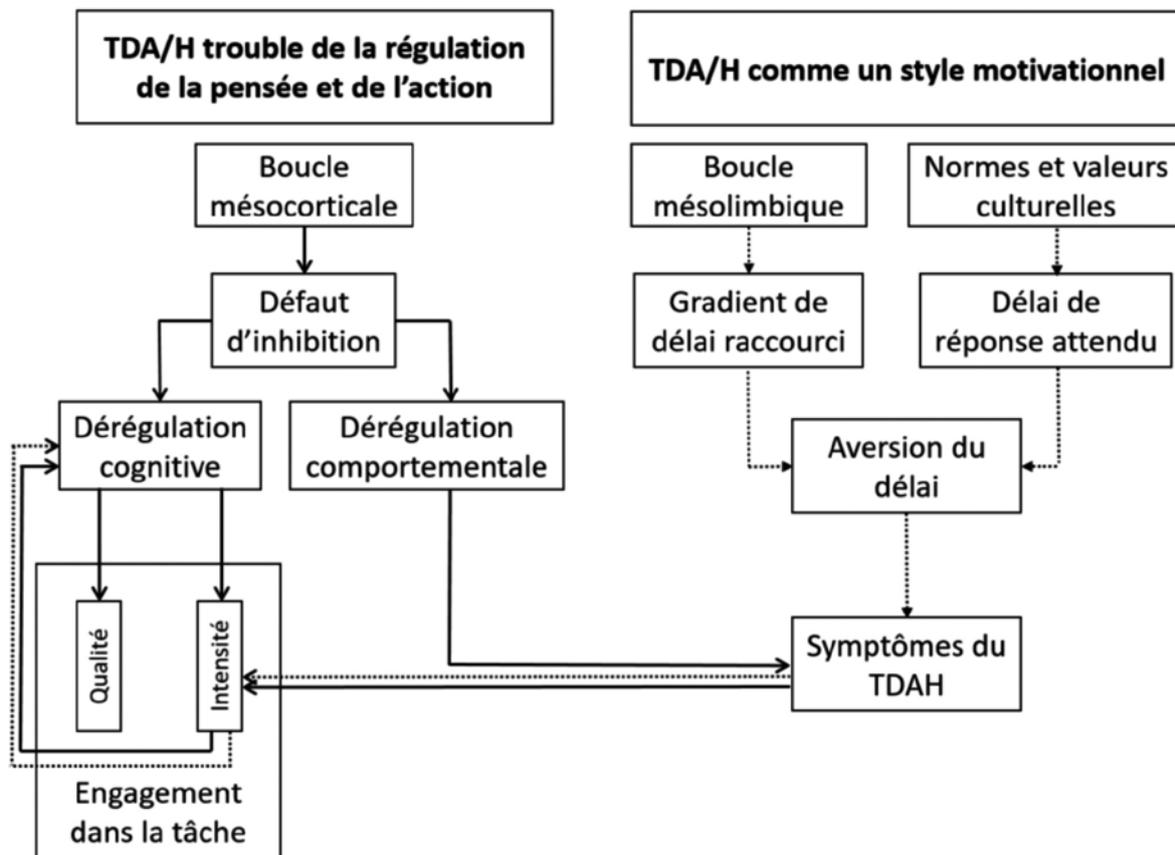 TDA/H trouble de la régulation
de la pensée et de l’action
TDA/H comme un style motivationnel
Boucle
mésocorticale
Boucle
mésolimbique
Normes et valeurs
culturelles
Défaut
d’inhibition
Gradient de
délai raccourci
Délai de
réponse attendu
Dérégulation
cognitive
Dérégulation
comportementale
Aversion du
délai
Qualité
Intensité
Symptômes du
TDAH
Engagement
dans la tâche